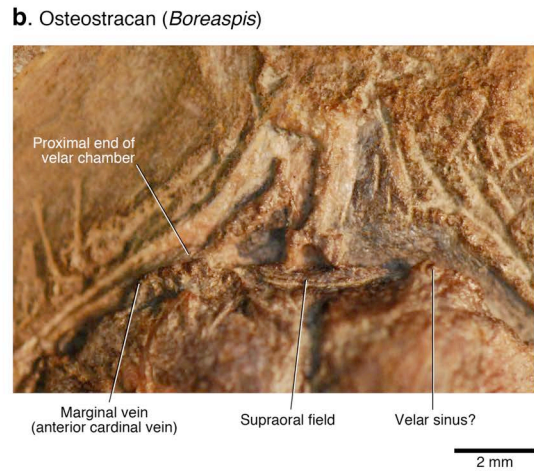 b. Osteostracan (Boreaspis)
Proximal end of
velar chamber
Marginal vein
(anterior cardinal vein)
Supraoral field
Velar sinus?
2 mm